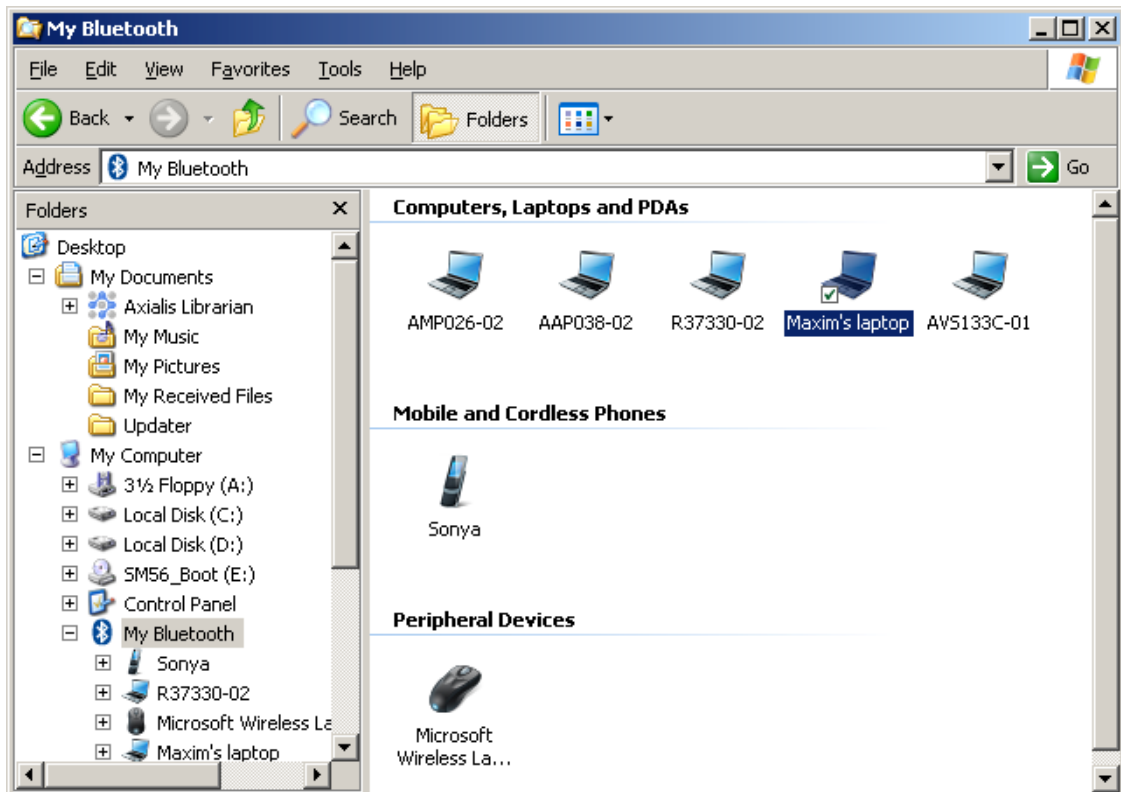 My Bluetooth
File Edit View Favorites Tools Help
Back Search Folders
Address My Bluetooth Go
Folders
Desktop
My Documents
Axialis Librarian
My Music
My Pictures
My Received Files
Updater
My Computer
3½ Floppy (A:)
Local Disk (C:)
Local Disk (D:)
SM56_Boot (E:)
Control Panel
My Bluetooth
Sonya
R37330-02
Microsoft Wireless La
Maxim's laptop
Computers, Laptops and PDAs
AMP026-02 AAP038-02 R37330-02 Maxim's laptop AVS133C-01
Mobile and Cordless Phones
Sonya
Peripheral Devices
Microsoft
Wireless La...